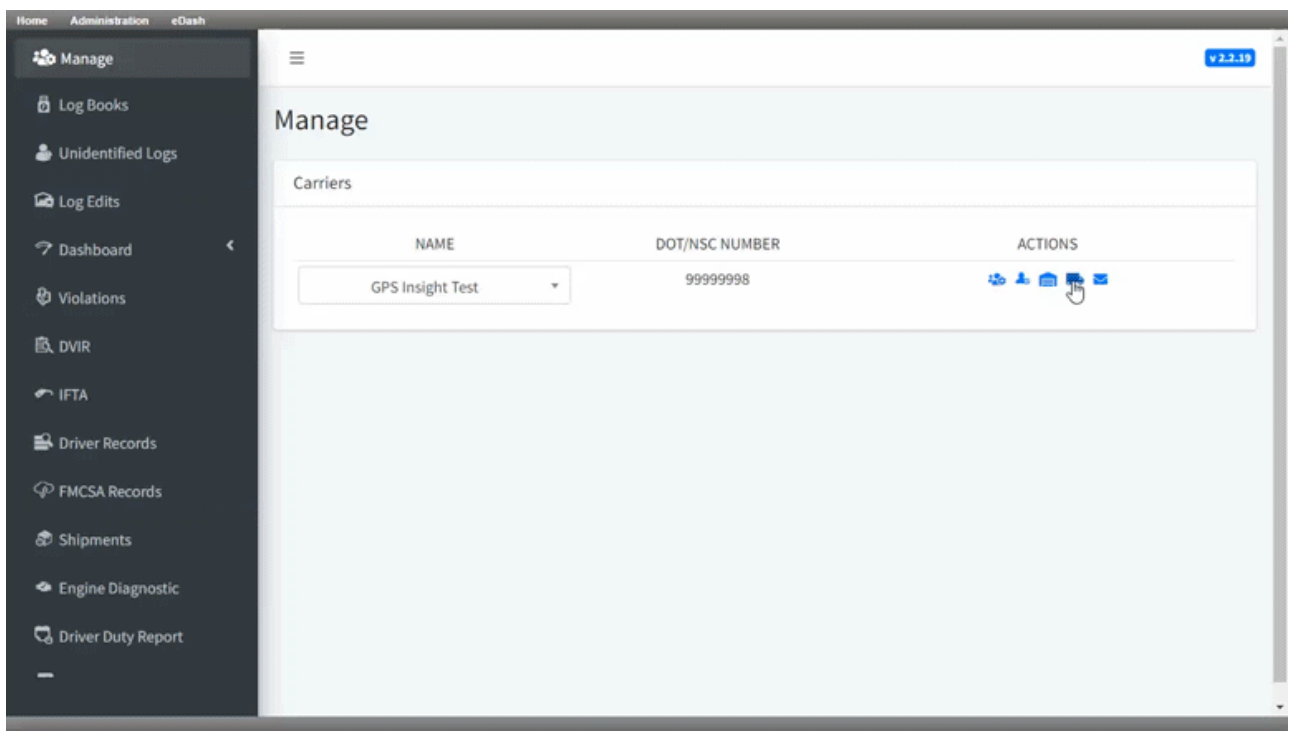 Home Administration eDash
Manage
Log Books
Unidentified Logs
Log Edits
Dashboard
Violations
DVIR
IFTA
Driver Records
FMCSA Records
Shipments
Engine Diagnostic
Driver Duty Report
v 2.2.19
Manage
Carriers
NAME DOT/NSC NUMBER ACTIONS
GPS Insight Test 99999998